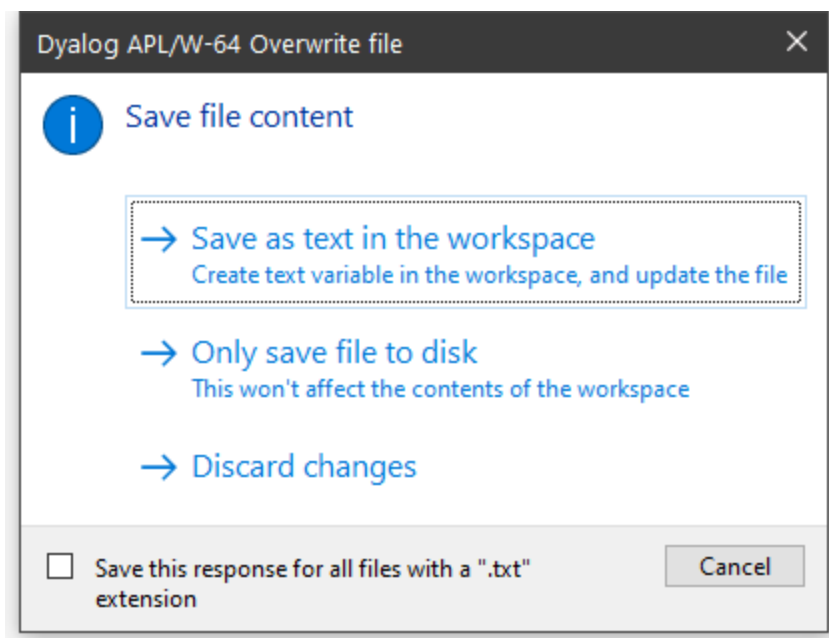 Dyalog APL/W-64 Overwrite file
Save file content
Save as text in the workspace
Create text variable in the workspace, and update the file
Only save file to disk
This won't affect the contents of the workspace
Discard changes
Save this response for all files with a ".txt"
extension
Cancel